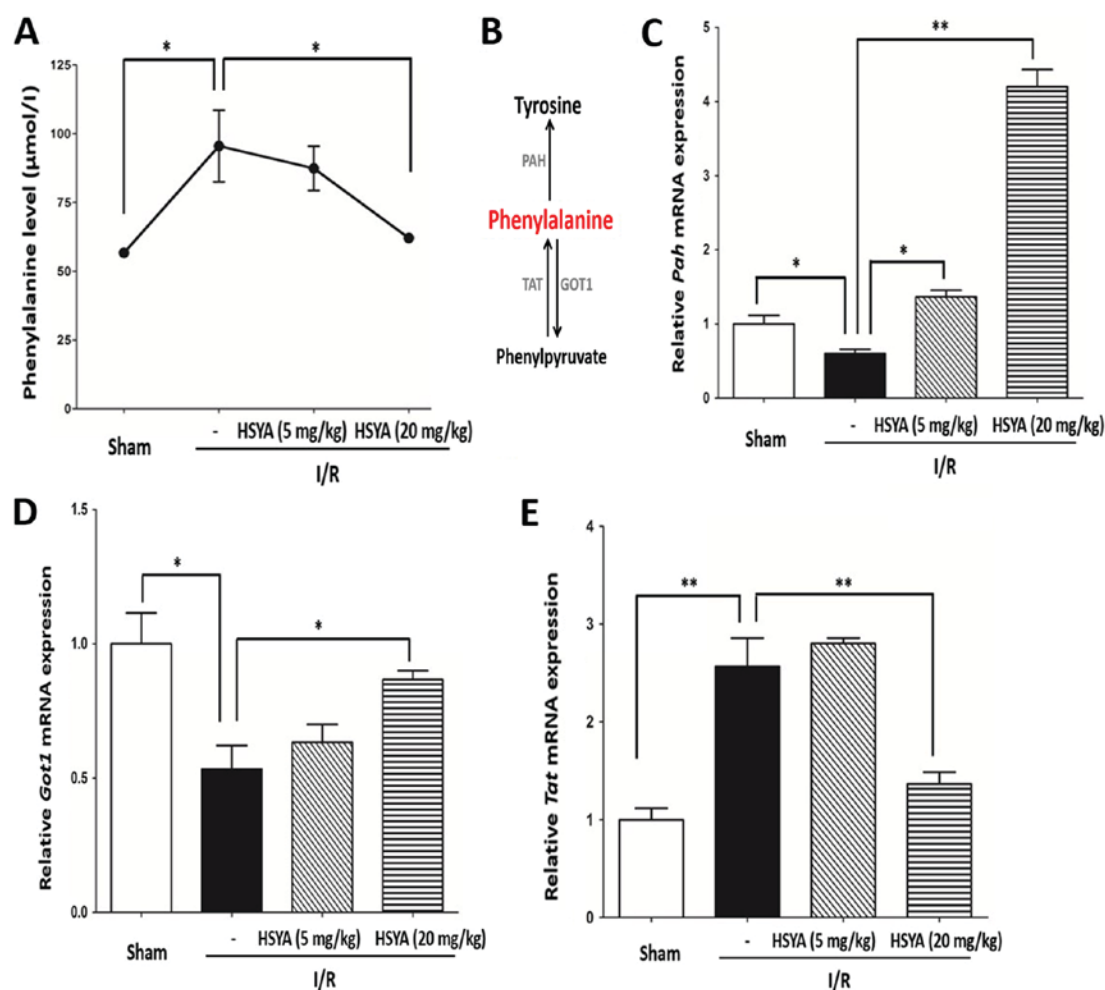 A
*
*
Phenylalanine level (μmol/l)
125
100
75
50
25
0
Sham
-
HSYA (5 mg/kg)
HSYA (20 mg/kg)
I/R
B
Tyrosine
PAH
Phenylalanine
TAT
GOT1
Phenylpyruvate
C
**
*
*
Relative Pah mRNA expression
5
4
3
2
1
0
Sham
-
HSYA (5 mg/kg)
HSYA (20 mg/kg)
I/R
D
*
*
Relative Got1 mRNA expression
1.5
1.0
0.5
0.0
Sham
-
HSYA (5 mg/kg)
HSYA (20 mg/kg)
I/R
E
**
**
Relative Tat mRNA expression
4
3
2
1
0
Sham
-
HSYA (5 mg/kg)
HSYA (20 mg/kg)
I/R